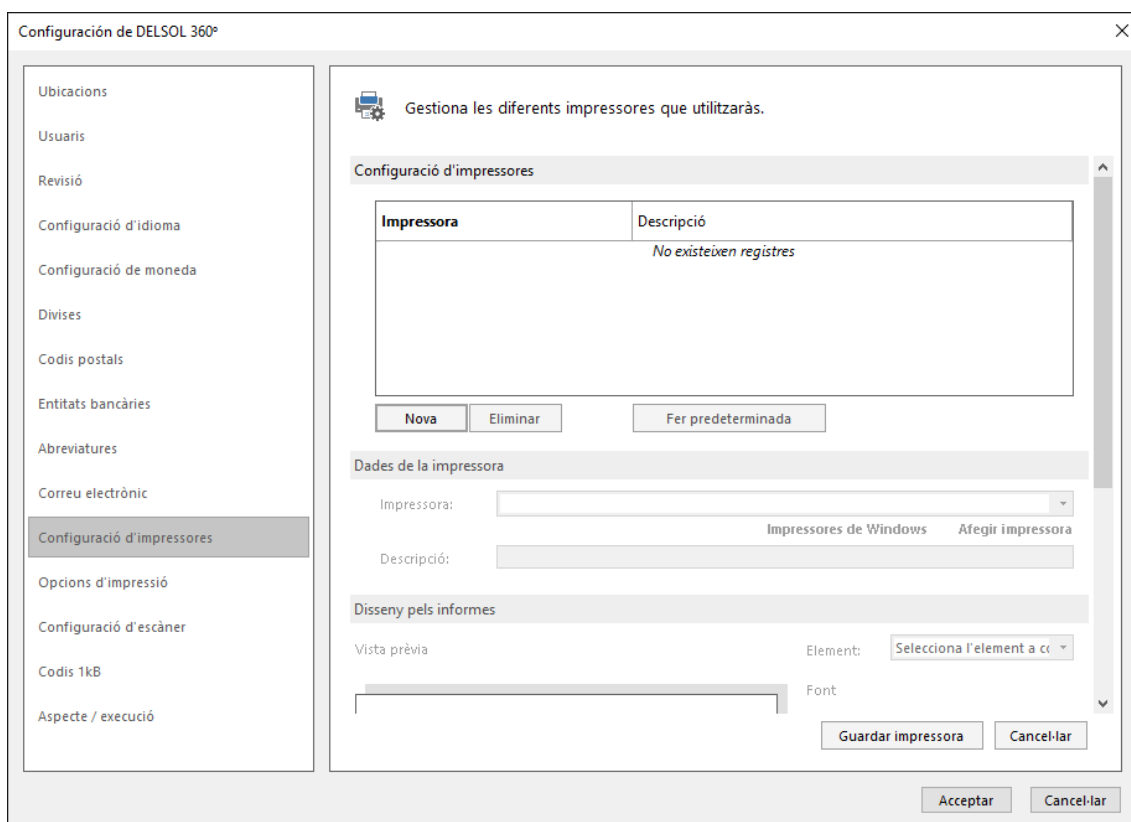 Configuración de DELSOL 360º
Ubicacions
Usuaris
Revisió
Configuració d'idioma
Configuració de moneda
Divises
Codis postals
Entitats bancàries
Abreviatures
Correu electrònic
Configuració d'impressores
Opcions d'impressió
Configuració d'escàner
Codis 1kB
Aspecte / execució
Gestiona les diferents impressores que utilitzaràs.
Configuració d'impressores
Impressora Descripció
No existeixen registres
Nova Eliminar Fer predeterminada
Dades de la impressora
Impressora:
Impressores de Windows Afegir impressora
Descripció:
Disseny pels informes
Vista prèvia Element: Selecciona l'element a co
Font
Guardar impressora Cancel·lar
Acceptar Cancel·lar